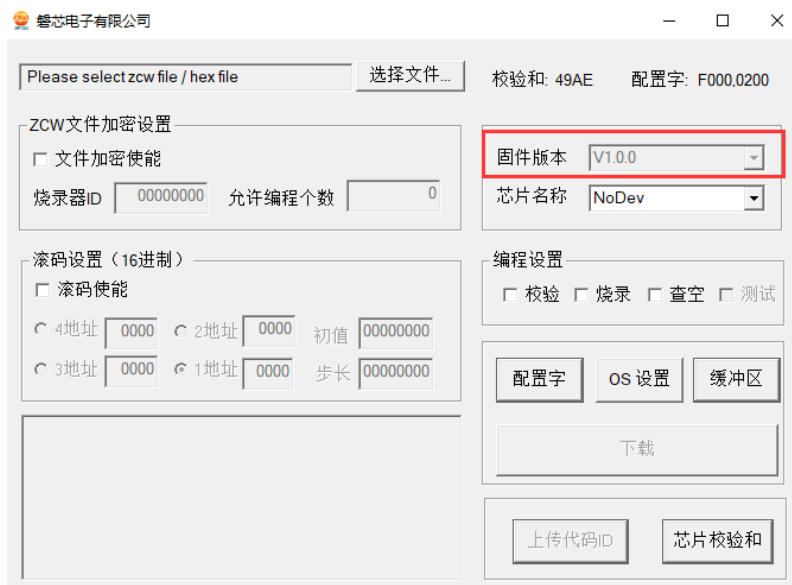 磐芯电子有限公司
Please select zcw file / hex file
选择文件...
校验和: 49AE
配置字: F000,0200
ZCW文件加密设置
文件加密使能
烧录器ID 00000000 允许编程个数 0
固件版本 V1.0.0
芯片名称 NoDev
滚码设置（16进制）
滚码使能
4地址 0000 2地址 0000 初值 00000000
3地址 0000 1地址 0000 步长 00000000
编程设置
校验 烧录 查空 测试
配置字 OS 设置 缓冲区
下载
上传代码ID 芯片校验和